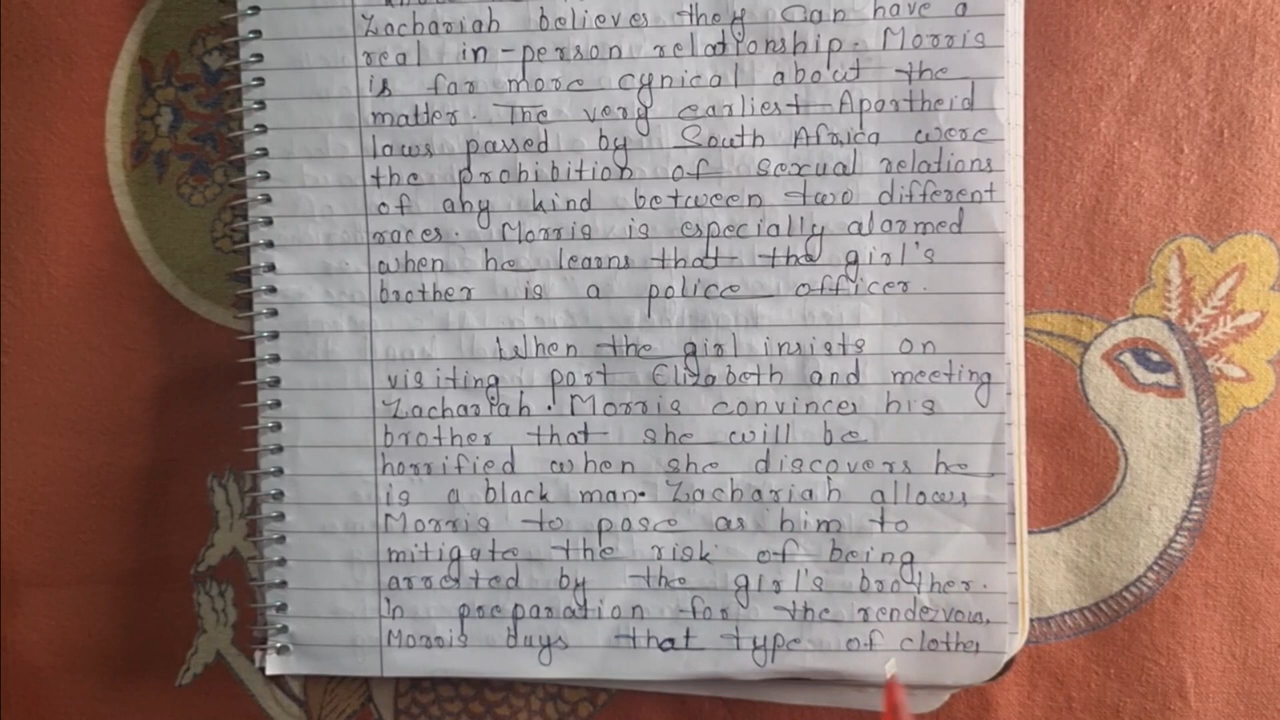 Zachariah believes they can have a
real in-person relationship. Morris
is far more cynical about the
matter. The very earliest Apartheid
laws passed by South Africa were
the prohibition of sexual relations
of any kind between two different
races. Morris is especially alarmed
when he learns that the girl's
brother is a police officer.
When the girl insists on
visiting port Elizabeth and meeting
Zachariah. Morris convinces his
brother that she will be
horrified when she discovers he
is a black man. Zachariah allows
Morris to pose as him to
mitigate the risk of being
arrested by the girl's brother.
In preparation for the rendezvous,
Morris buys that type of clothes